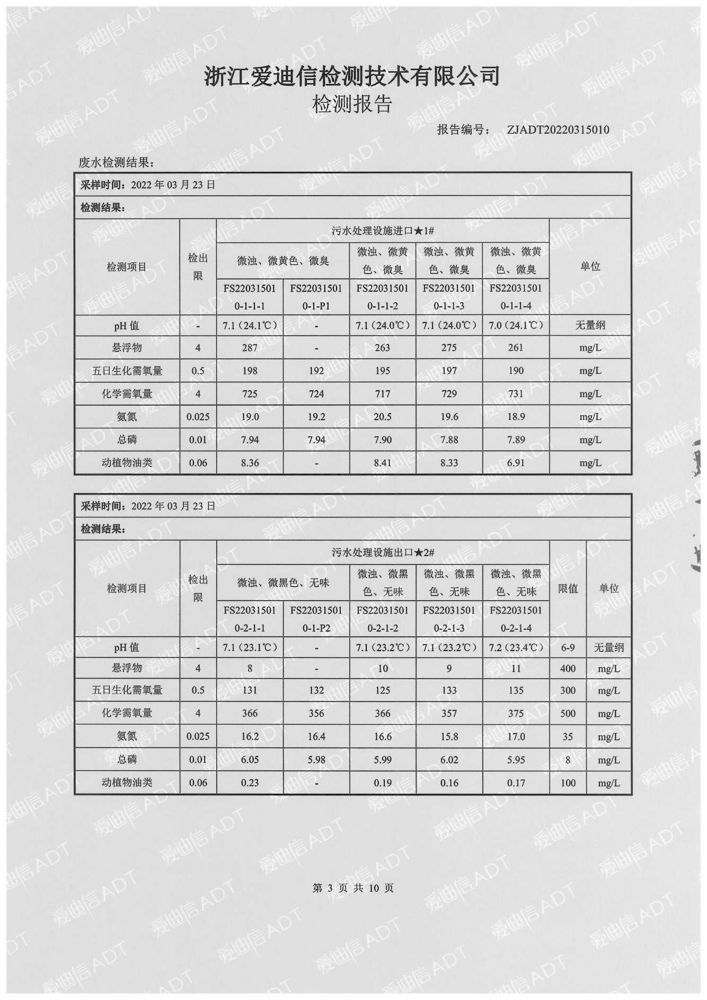 浙江爱迪信检测技术有限公司
检测报告
报告编号： ZJADT20220315010
废水检测结果：
采样时间：2022 年 03 月 23 日
检测结果：
检测项目 检出限 污水处理设施进口★1# 单位
微浊、微黄色、微臭 微浊、微黄色、微臭 微浊、微黄色、微臭 微浊、微黄色、微臭
FS220315010-1-1-1 FS220315010-1-P1 FS220315010-1-1-2 FS220315010-1-1-3 FS220315010-1-1-4
pH 值 - 7.1（24.1℃） - 7.1（24.0℃） 7.1（24.0℃） 7.0（24.1℃） 无量纲
悬浮物 4 287 - 263 275 261 mg/L
五日生化需氧量 0.5 198 192 195 197 190 mg/L
化学需氧量 4 725 724 717 729 731 mg/L
氨氮 0.025 19.0 19.2 20.5 19.6 18.9 mg/L
总磷 0.01 7.94 7.94 7.90 7.88 7.89 mg/L
动植物油类 0.06 8.36 - 8.41 8.33 6.91 mg/L
采样时间：2022 年 03 月 23 日
检测结果：
检测项目 检出限 污水处理设施出口★2# 限值 单位
微浊、微黑色、无味 微浊、微黑色、无味 微浊、微黑色、无味 微浊、微黑色、无味
FS220315010-2-1-1 FS220315010-1-P2 FS220315010-2-1-2 FS220315010-2-1-3 FS220315010-2-1-4
pH 值 - 7.1（23.1℃） - 7.1（23.2℃） 7.1（23.2℃） 7.2（23.4℃） 6-9 无量纲
悬浮物 4 8 - 10 9 11 400 mg/L
五日生化需氧量 0.5 131 132 125 133 135 300 mg/L
化学需氧量 4 366 356 366 357 375 500 mg/L
氨氮 0.025 16.2 16.4 16.6 15.8 17.0 35 mg/L
总磷 0.01 6.05 5.98 5.99 6.02 5.95 8 mg/L
动植物油类 0.06 0.23 - 0.19 0.16 0.17 100 mg/L
第 3 页 共 10 页
爱迪信 ADT